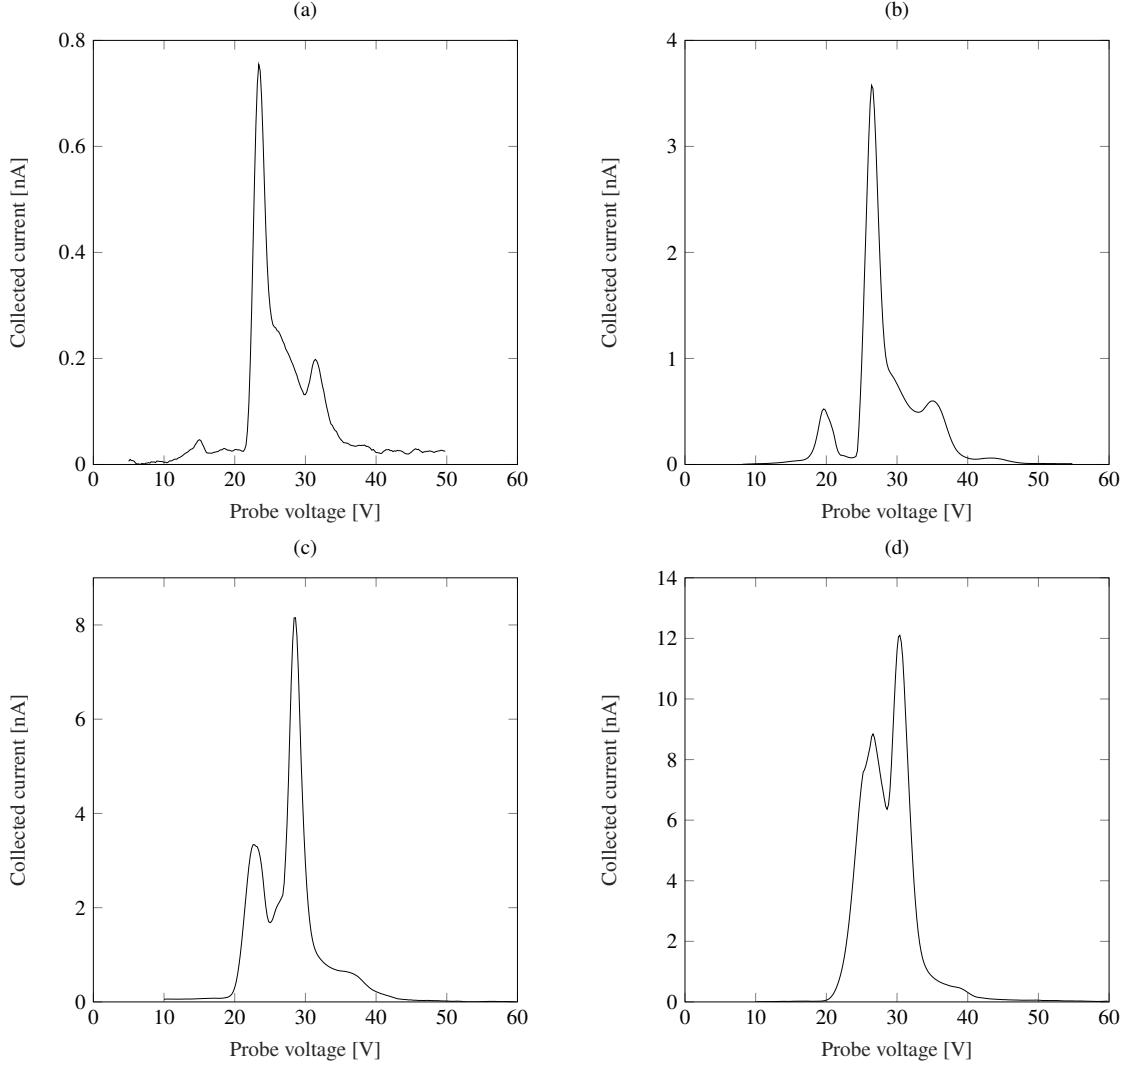 (a)
0.8
0.6
0.4
0.2
0
0 10 20 30 40 50 60
Collected current [nA]
Probe voltage [V]
(b)
4
3
2
1
0
0 10 20 30 40 50 60
Collected current [nA]
Probe voltage [V]
(c)
8
6
4
2
0
0 10 20 30 40 50 60
Collected current [nA]
Probe voltage [V]
(d)
14
12
10
8
6
4
2
0
0 10 20 30 40 50 60
Collected current [nA]
Probe voltage [V]